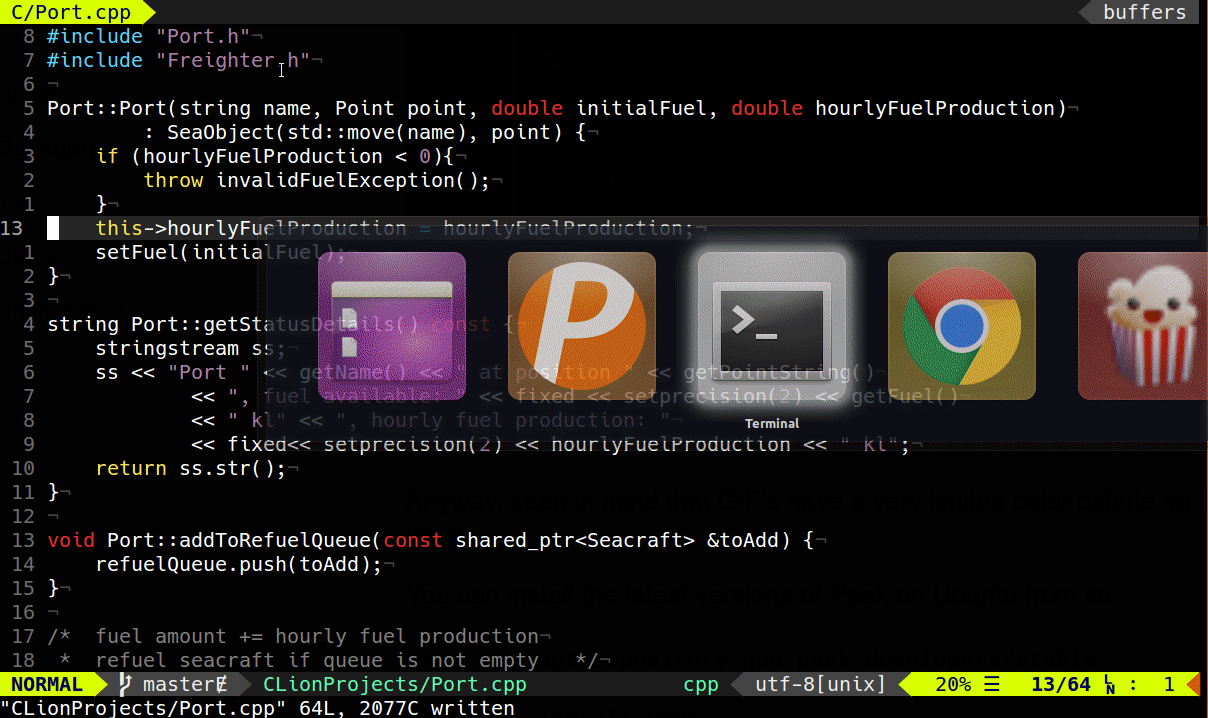 C/Port.cpp buffers
8 #include "Port.h"¬
7 #include "Freighter.h"¬
6 ¬
5 Port::Port(string name, Point point, double initialFuel, double hourlyFuelProduction)¬
4         : SeaObject(std::move(name), point) {¬
3     if (hourlyFuelProduction < 0){¬
2         throw invalidFuelException();¬
1     }¬
13     this->hourlyFuelProduction = hourlyFuelProduction;¬
1     setFuel(initialFuel);¬
2 }¬
3 ¬
4 string Port::getStatusDetails() const {¬
5     stringstream ss;¬
6     ss << "Port " << getName() << " at position " << getPointString()¬
7             << ", fuel available: " << fixed << setprecision(2) << getFuel()¬
8             << " kl" << ", hourly fuel production: "¬
9             << fixed<< setprecision(2) << hourlyFuelProduction << " kl";¬
10     return ss.str();¬
11 }¬
12 ¬
13 void Port::addToRefuelQueue(const shared_ptr<Seacraft> &toAdd) {¬
14     refuelQueue.push(toAdd);¬
15 }¬
16 ¬
17 /*  fuel amount += hourly fuel production¬
18  *  refuel seacraft if queue is not empty   */¬
P
>_
Terminal
NORMAL master CLionProjects/Port.cpp cpp utf-8[unix] 20% ☰ 13/64 LN : 1
"CLionProjects/Port.cpp" 64L, 2077C written